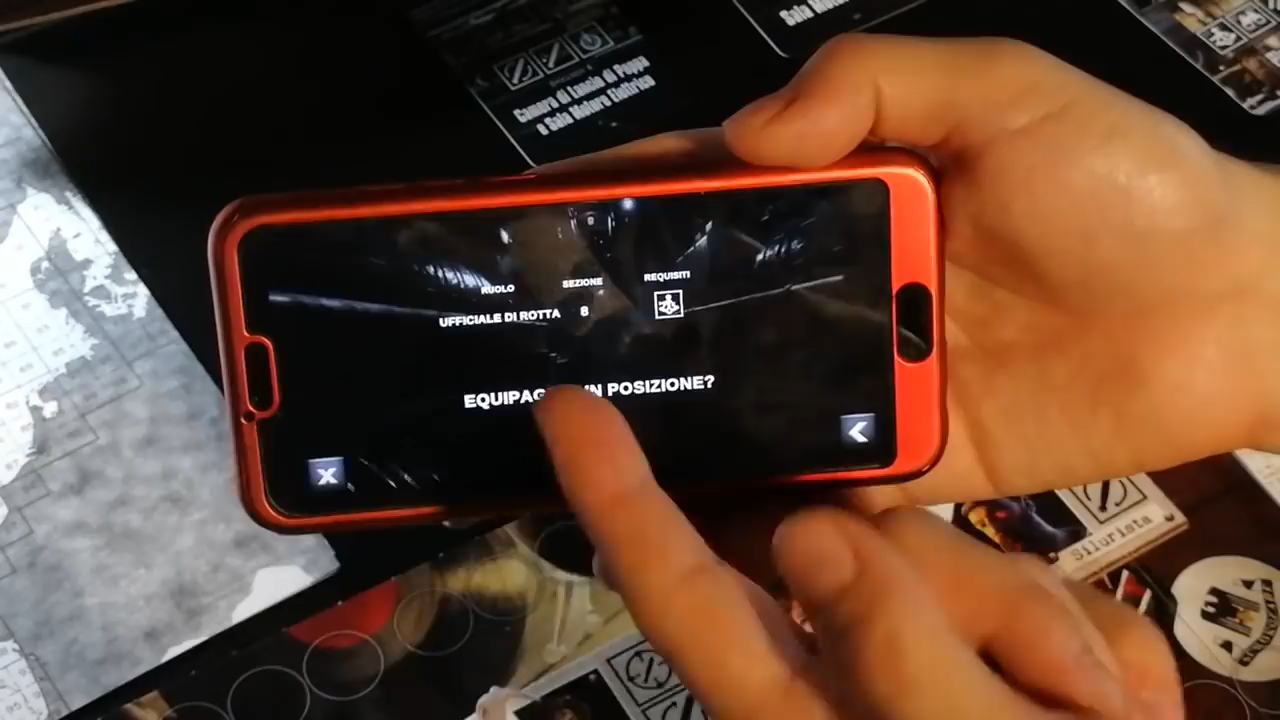 Camera di Lancio di Poppa
e Sala Motore Elettrico
RUOLO
SEZIONE
REQUISITI
UFFICIALE DI ROTTA
8
POSIZIONE?
X
Silurista